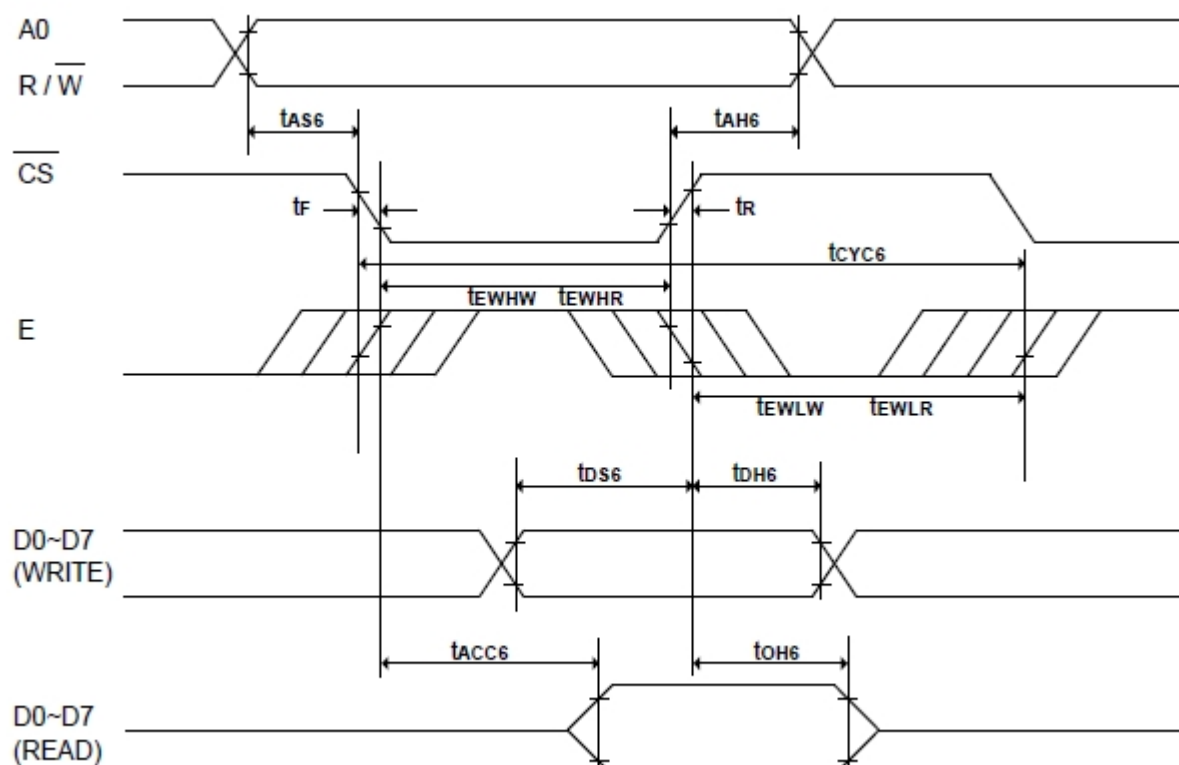 A0
R / W̅
tAS6 tAH6
C̅S̅
tF tR
tCYC6
tEWHW tEWHR
E
tEWLW tEWLR
tDS6 tDH6
D0~D7
(WRITE)
tACC6 tOH6
D0~D7
(READ)